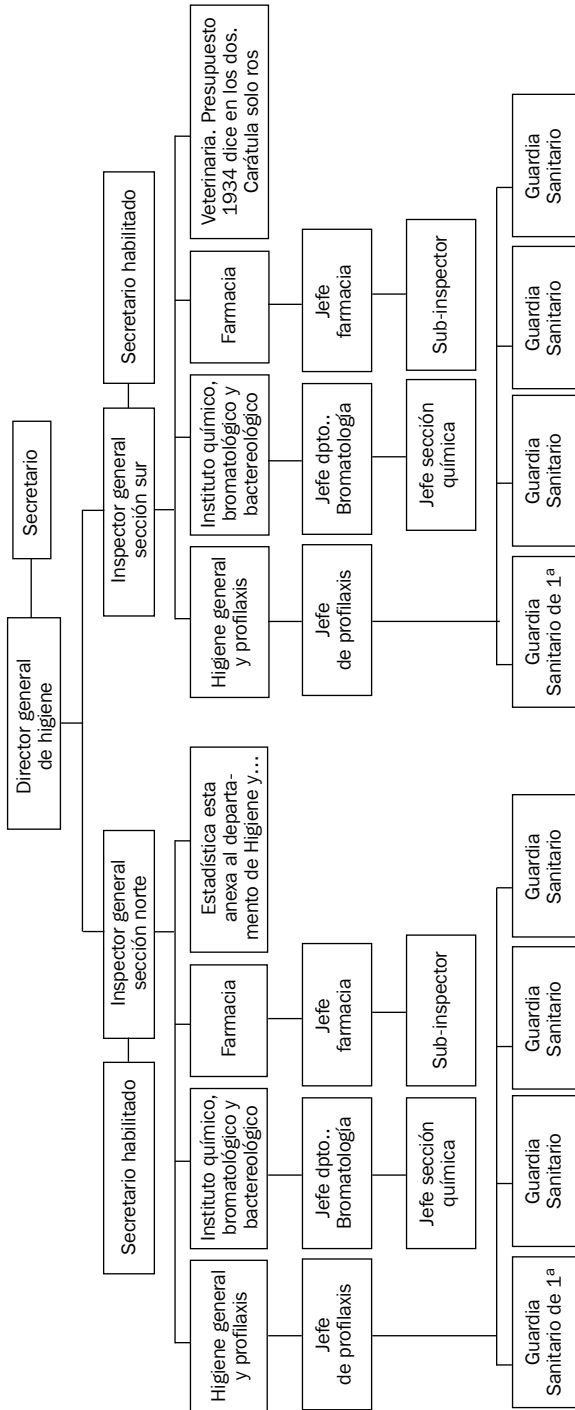 Director general
de higiene
Secretario
Secretario habilitado
Inspector general
sección norte
Inspector general
sección sur
Secretario habilitado
Higiene general
y profilaxis
Instituto químico,
bromatológico y
bactereológico
Farmacia
Estadística esta
anexa al departa-
mento de Higiene y...
Higiene general
y profilaxis
Instituto químico,
bromatológico y
bactereológico
Farmacia
Veterinaria. Presupuesto
1934 dice en los dos.
Carátula solo ros
Jefe
de profilaxis
Jefe dpto..
Bromatología
Jefe
farmacia
Jefe
de profilaxis
Jefe dpto..
Bromatología
Jefe
farmacia
Jefe sección
química
Sub-inspector
Jefe sección
química
Sub-inspector
Guardia
Sanitario de 1ª
Guardia
Sanitario
Guardia
Sanitario
Guardia
Sanitario
Guardia
Sanitario de 1ª
Guardia
Sanitario
Guardia
Sanitario
Guardia
Sanitario